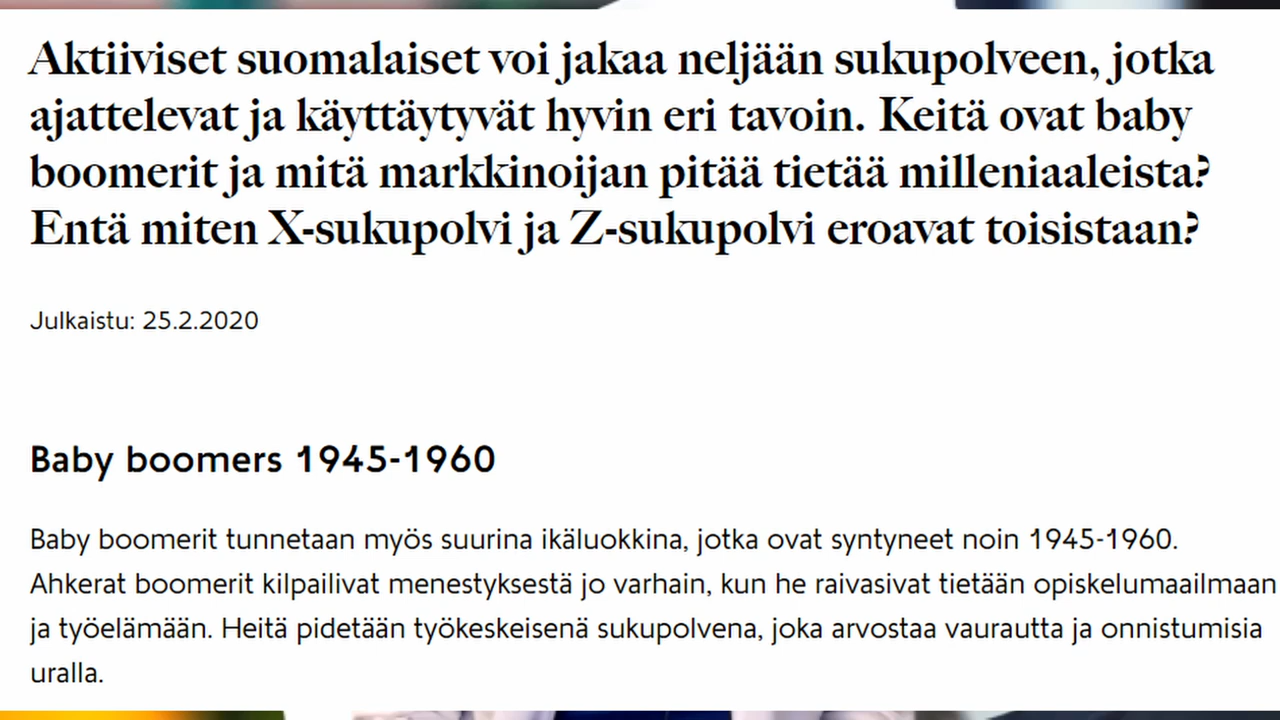 Aktiiviset suomalaiset voi jakaa neljään sukupolveen, jotka
ajattelevat ja käyttäytyvät hyvin eri tavoin. Keitä ovat baby
boomerit ja mitä markkinoijan pitää tietää milleniaaleista?
Entä miten X-sukupolvi ja Z-sukupolvi eroavat toisistaan?
Julkaistu: 25.2.2020
Baby boomers 1945-1960
Baby boomerit tunnetaan myös suurina ikäluokkina, jotka ovat syntyneet noin 1945-1960.
Ahkerat boomerit kilpailivat menestyksestä jo varhain, kun he raivasivat tietään opiskelumaailmaan
ja työelämään. Heitä pidetään työkeskeisenä sukupolvena, joka arvostaa vaurautta ja onnistumisia
uralla.